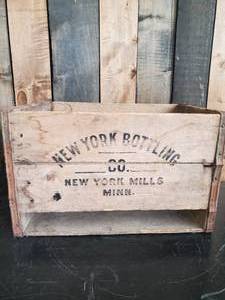 NEW YORK BOTTLING
CO.
NEW YORK MILLS
MINN.